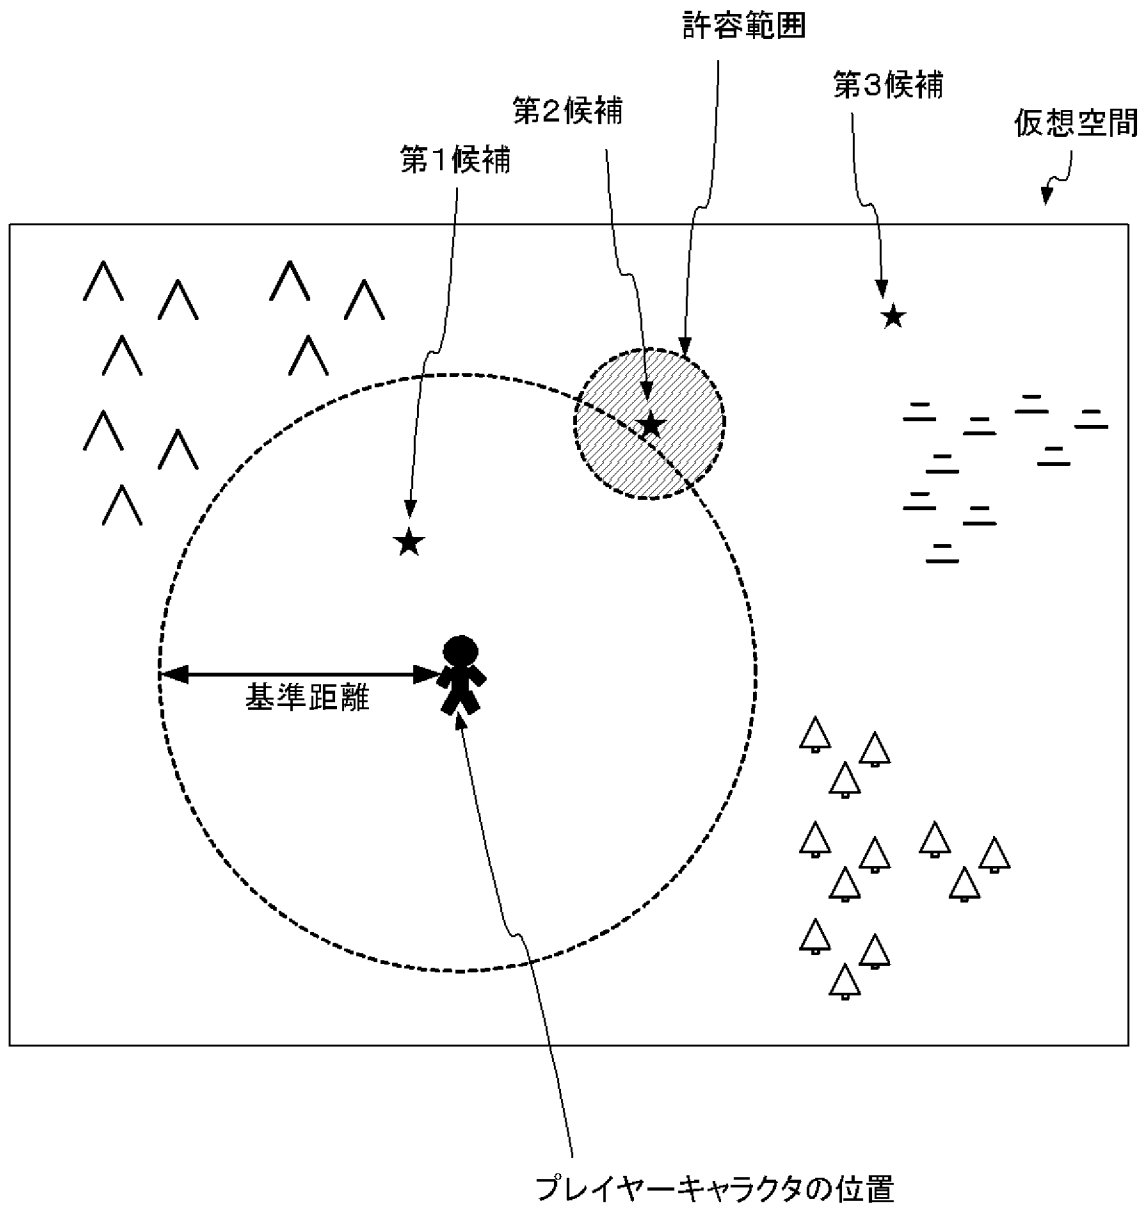 許容範囲
第3候補
第2候補
仮想空間
第1候補
基準距離
プレイヤーキャラクタの位置